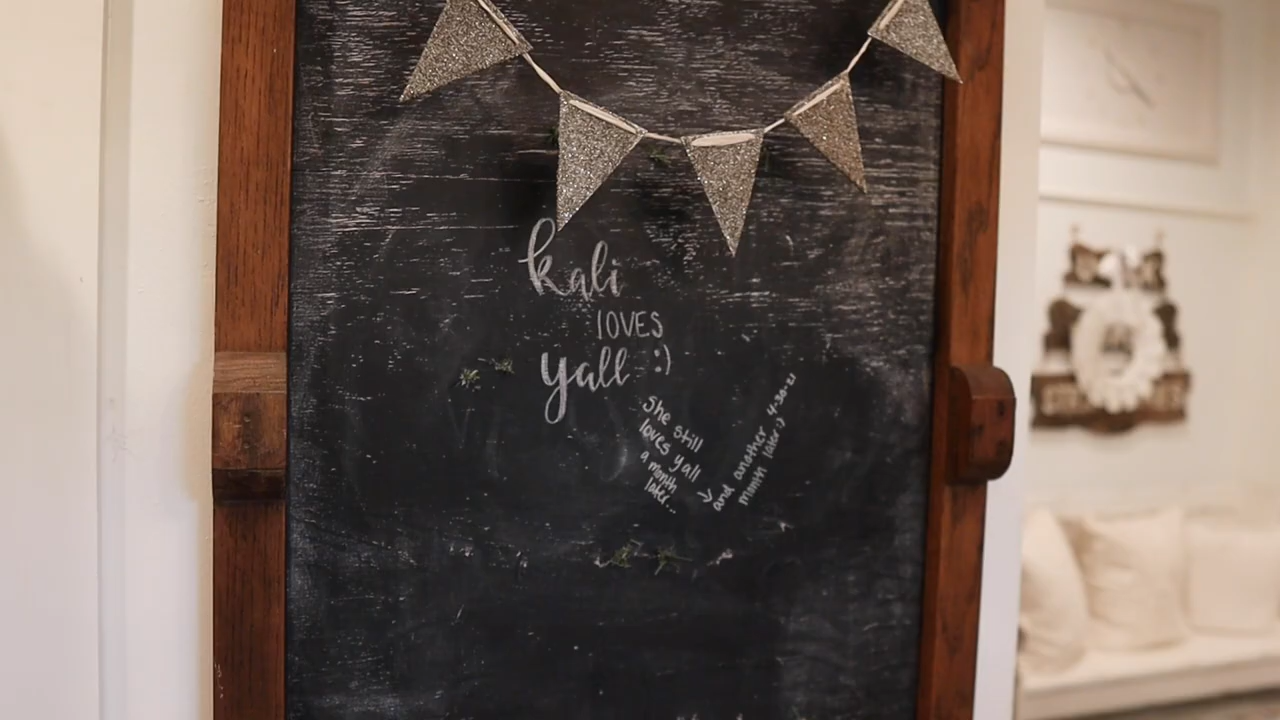 kali
loves
yall :)
She still
loves yall
a month
later...
and another 4-30-21
month later :)